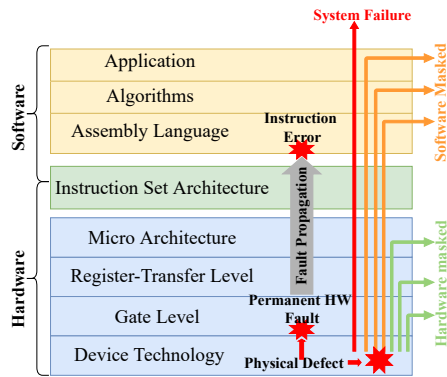 System Failure
Application
Algorithms
Assembly Language
Instruction
Error
Instruction Set Architecture
Micro Architecture
Register-Transfer Level
Gate Level
Device Technology
Permanent HW
Fault
Physical Defect
Fault Propagation
Software
Hardware
Software Masked
Hardware masked